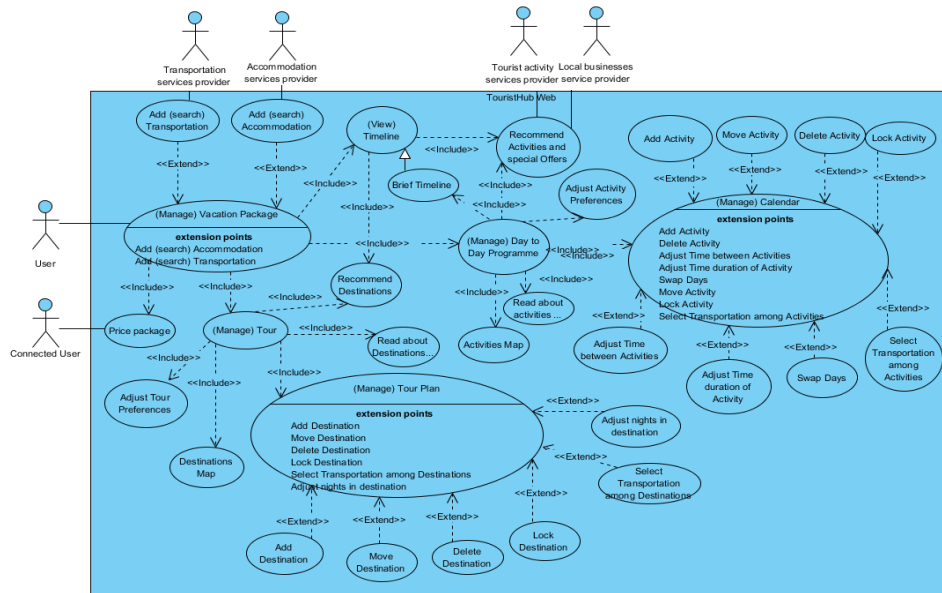 Transportation
services provider
Accommodation
services provider
Tourist activity
services provider
Local businesses
service provider
TouristHub Web
Add (search)
Transportation
Add (search)
Accommodation
(View)
Timeline
Recommend
Activities and
special Offers
Add Activity
Move Activity
Delete Activity
Lock Activity
<<Include>>
<<Extend>>
<<Extend>>
<<Include>>
<<Include>>
<<Include>>
<<Include>>
Brief Timeline
Adjust Activity
Preferences
<<Extend>>
<<Extend>>
<<Extend>>
<<Extend>>
User
(Manage) Vacation Package
extension points
Add (search) Accommodation
Add (search) Transportation
<<Include>>
(Manage) Day to
Day Programme
<<Include>>
(Manage) Calendar
extension points
Add Activity
Delete Activity
Adjust Time between Activities
Adjust Time duration of Activity
Swap Days
Move Activity
Lock Activity
Select Transportation among Activities
Recommend
Destinations
<<Include>>
<<Include>>
<<Include>>
<<Include>>
<<Include>>
Read about
activities ...
Connected User
Price package
(Manage) Tour
Read about
Destinations...
Activities Map
<<Extend>>
Adjust Time
between Activities
<<Extend>>
Select
Transportation
among
Activities
<<Include>>
<<Include>>
<<Include>>
<<Include>>
<<Extend>>
Adjust Time
duration of
Activity
<<Extend>>
Swap Days
Adjust Tour
Preferences
Destinations
Map
(Manage) Tour Plan
extension points
Add Destination
Move Destination
Delete Destination
Lock Destination
Select Transportation among Destinations
Adjust nights in destination
<<Extend>>
Adjust nights in
destination
<<Extend>>
Select
Transportation
among Destinations
<<Extend>>
<<Extend>>
<<Extend>>
<<Extend>>
Add
Destination
Move
Destination
Delete
Destination
Lock
Destination